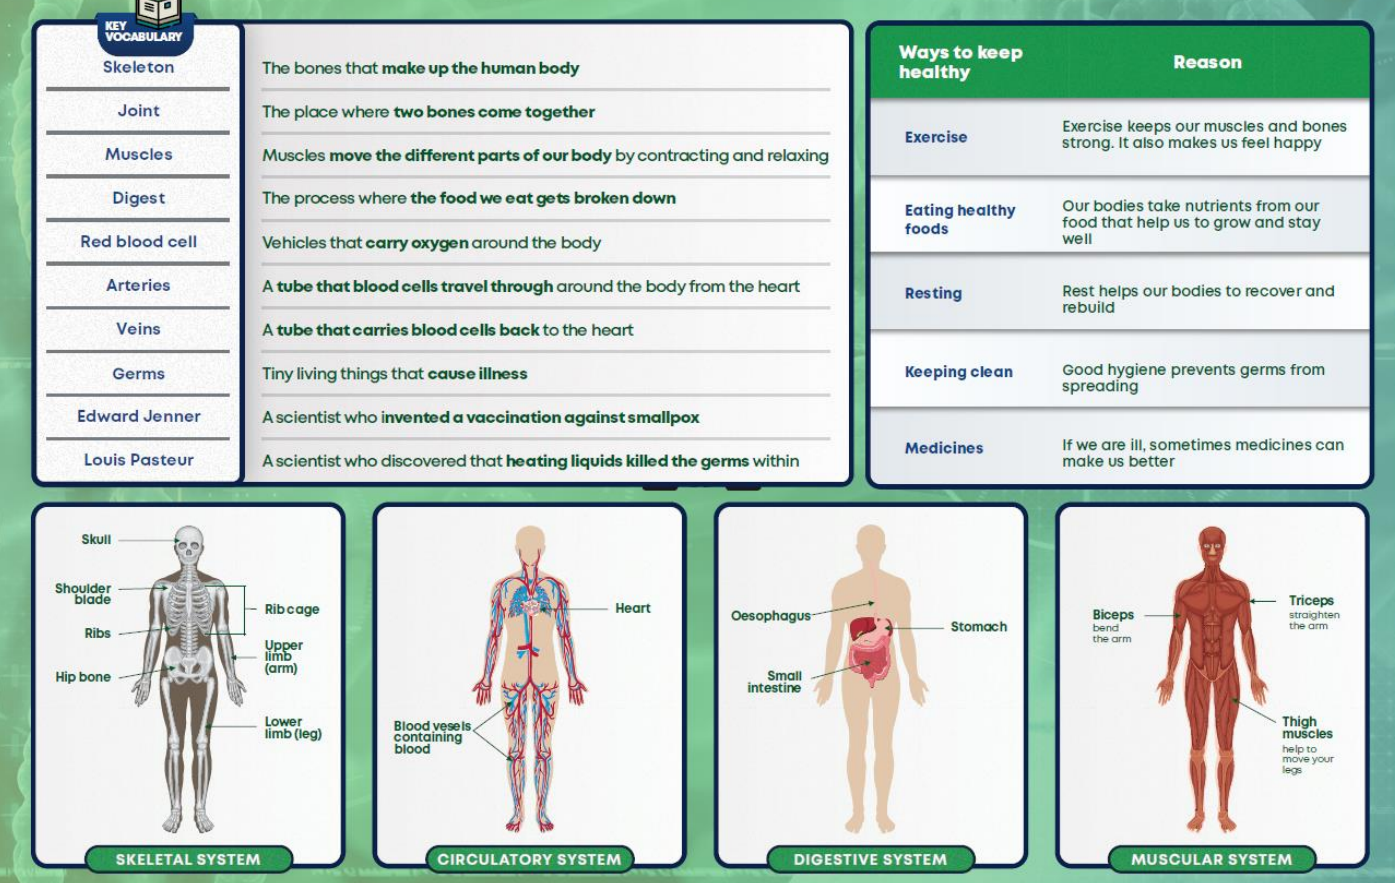 KEY
VOCABULARY
Skeleton
The bones that make up the human body
Joint
The place where two bones come together
Muscles
Muscles move the different parts of our body by contracting and relaxing
Digest
The process where the food we eat gets broken down
Red blood cell
Vehicles that carry oxygen around the body
Arteries
A tube that blood cells travel through around the body from the heart
Veins
A tube that carries blood cells back to the heart
Germs
Tiny living things that cause illness
Edward Jenner
A scientist who invented a vaccination against smallpox
Louis Pasteur
A scientist who discovered that heating liquids killed the germs within
Ways to keep
healthy
Reason
Exercise
Exercise keeps our muscles and bones
strong. It also makes us feel happy
Eating healthy
foods
Our bodies take nutrients from our
food that help us to grow and stay
well
Resting
Rest helps our bodies to recover and
rebuild
Keeping clean
Good hygiene prevents germs from
spreading
Medicines
If we are ill, sometimes medicines can
make us better
Skull
Shoulder
blade
Ribs
Hip bone
Rib cage
Upper
limb
(arm)
Lower
limb (leg)
SKELETAL SYSTEM
Heart
Blood vesels
containing
blood
CIRCULATORY SYSTEM
Oesophagus
Stomach
Small
intestine
DIGESTIVE SYSTEM
Biceps
bend
the arm
Triceps
straighten
the arm
Thigh
muscles
help to
move your
legs
MUSCULAR SYSTEM